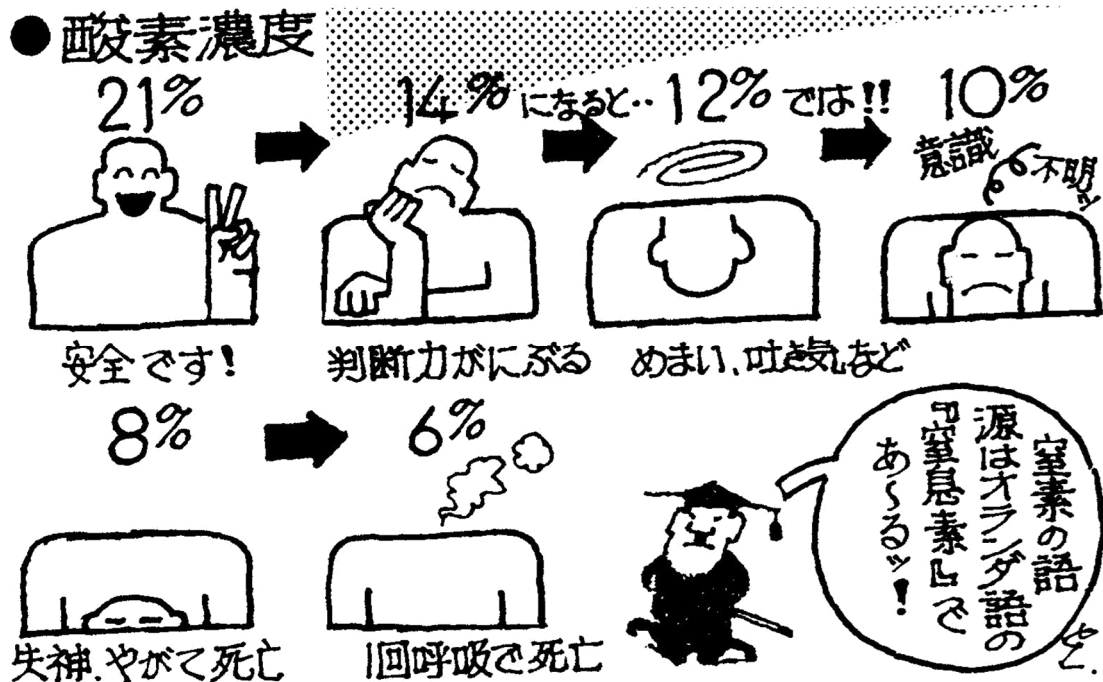 ●酸素濃度
21%
14%になると‥
12%では!!
10%
意識
不明ッ
安全です!
判断力がにぶる
めまい、吐き気など
8%
6%
失神、やがて死亡
1回呼吸で死亡
窒素の語
源はオランダ語の
『窒息素』で
あ〜るッ!